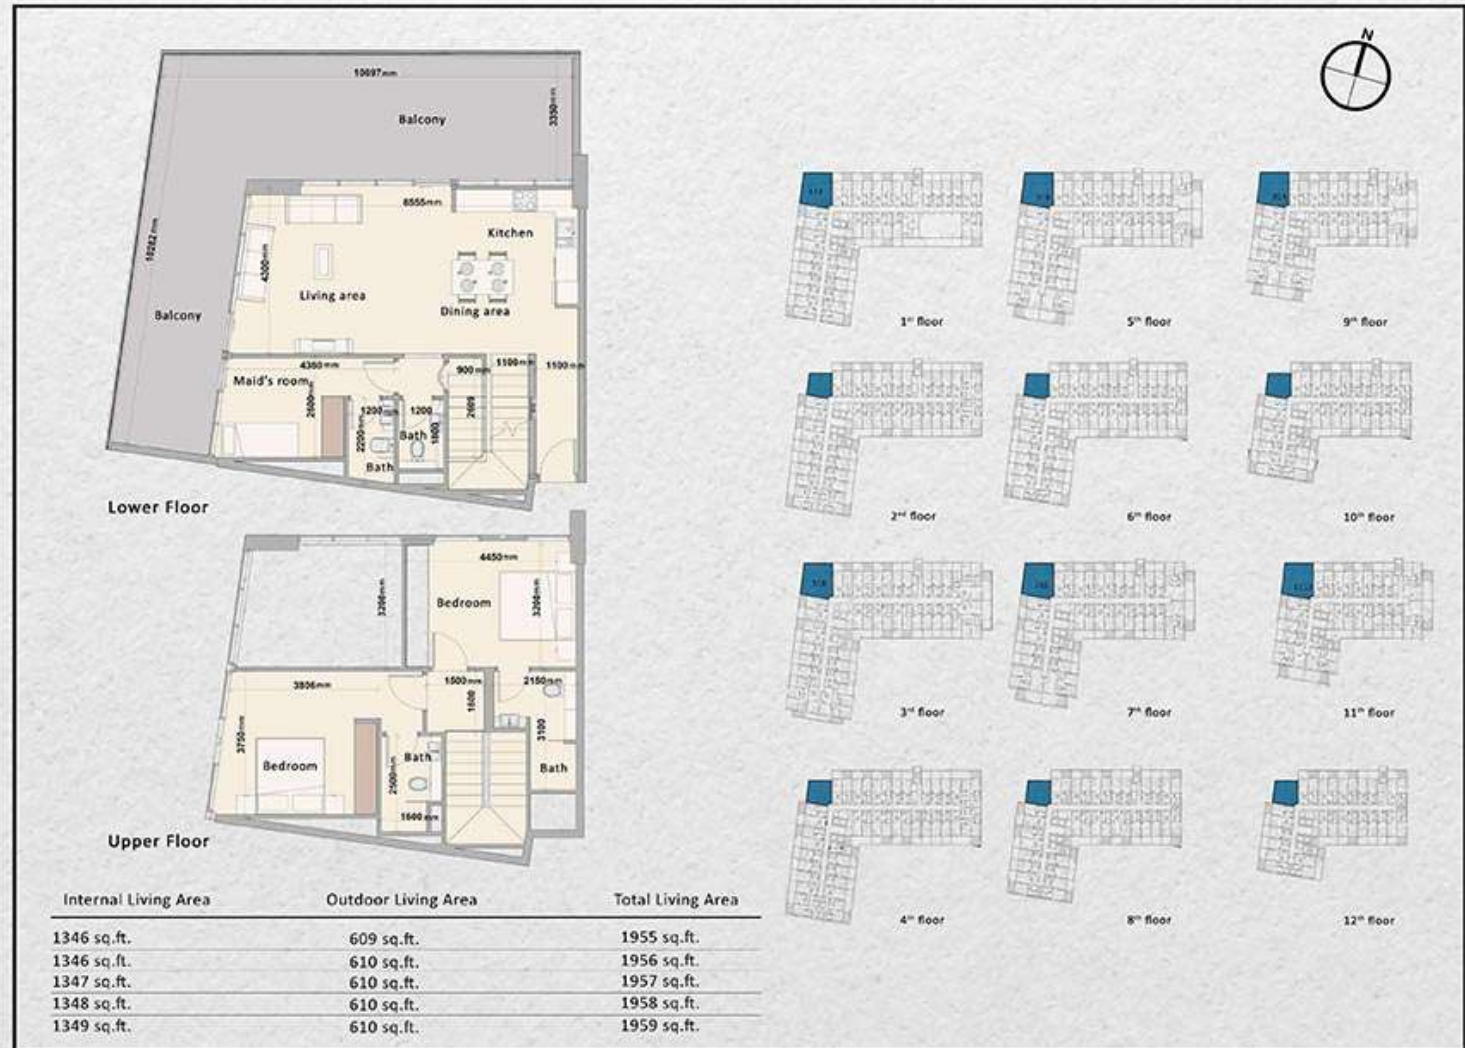 N
10697mm
Balcony
3350mm
8555mm
Kitchen
10282mm
4300mm
Living area
Dining area
Balcony
4360mm
900mm
1100mm
1100mm
Maid's room
2600mm
1200mm
1200
2609
2200mm
Bath
1800
Bath
Lower Floor
4450mm
3200mm
Bedroom
3200mm
3806mm
1500mm
2150mm
1600
3750mm
3100
Bath
2500mm
Bedroom
Bath
1600mm
Upper Floor
1st floor
5th floor
9th floor
2nd floor
6th floor
10th floor
3rd floor
7th floor
11th floor
4th floor
8th floor
12th floor
Internal Living Area Outdoor Living Area Total Living Area
1346 sq.ft. 609 sq.ft. 1955 sq.ft.
1346 sq.ft. 610 sq.ft. 1956 sq.ft.
1347 sq.ft. 610 sq.ft. 1957 sq.ft.
1348 sq.ft. 610 sq.ft. 1958 sq.ft.
1349 sq.ft. 610 sq.ft. 1959 sq.ft.